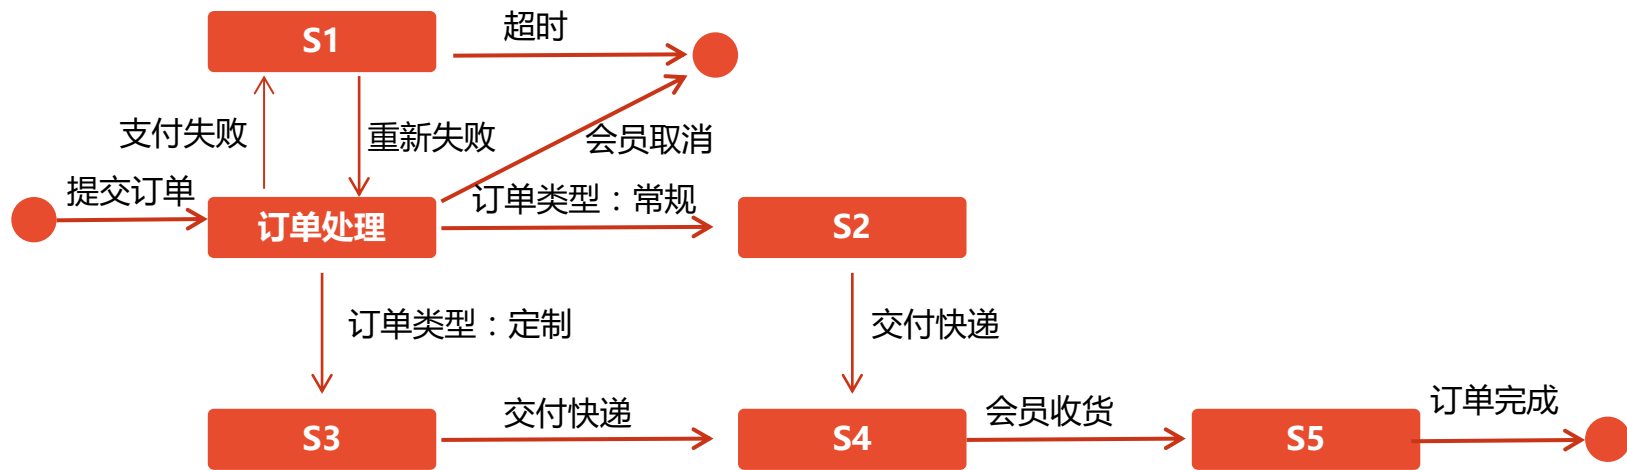 S1
超时
支付失败
重新失败
会员取消
提交订单
订单类型：常规
订单处理
S2
订单类型：定制
交付快递
S3
交付快递
S4
会员收货
S5
订单完成